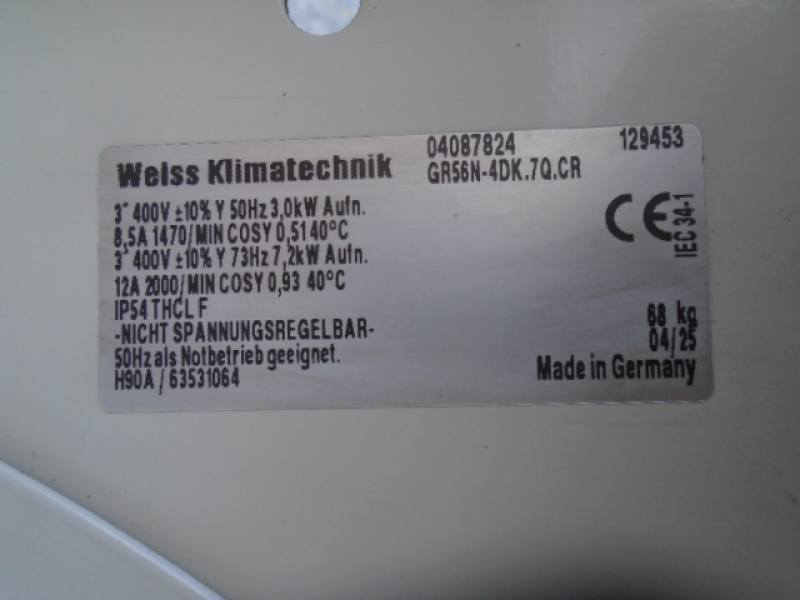 Weiss Klimatechnik 04087824 129453
GR56N-4DK.7Q.CR
3~ 400V ±10% Y 50Hz 3,0kW Aufn.
8,5A 1470/MIN COSY 0,51 40°C
3~ 400V ±10% Y 73Hz 7,2kW Aufn.
12A 2000/MIN COSY 0,93 40°C
IP54 THCL F
-NICHT SPANNUNGSREGELBAR-
50Hz als Notbetrieb geeignet.
H90A / 63531064
CE
IEC 34-1
68 kg
04/25
Made in Germany